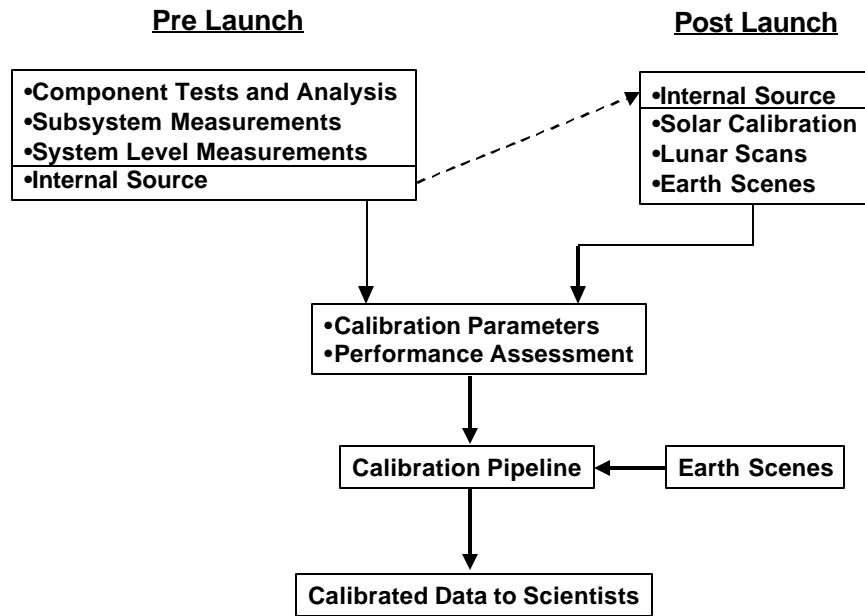 Pre Launch
•Component Tests and Analysis
•Subsystem Measurements
•System Level Measurements
•Internal Source
Post Launch
•Internal Source
•Solar Calibration
•Lunar Scans
•Earth Scenes
•Calibration Parameters
•Performance Assessment
Calibration Pipeline
Earth Scenes
Calibrated Data to Scientists